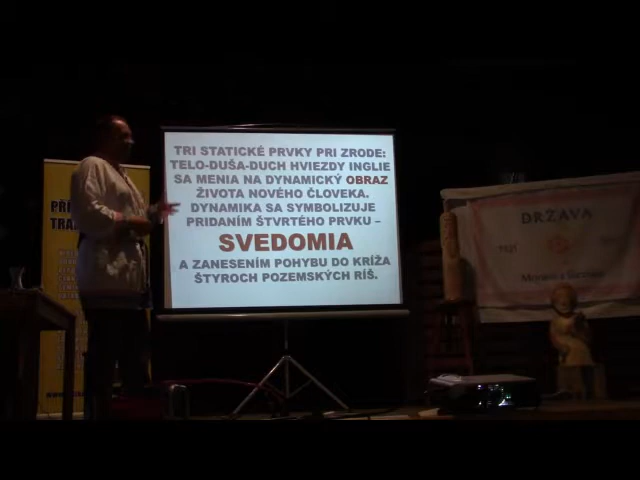 TRI STATICKÉ PRVKY PRI ZRODE:
TELO-DUŠA-DUCH HVIEZDY INGLIE
SA MENIA NA DYNAMICKÝ OBRAZ
ŽIVOTA NOVÉHO ČLOVEKA.
DYNAMIKA SA SYMBOLIZUJE
PRIDANÍM ŠTVRTÉHO PRVKU –
SVEDOMIA
A ZANESENÍM POHYBU DO KRÍŽA
ŠTYROCH POZEMSKÝCH RÍŠ.
DRŽAVA